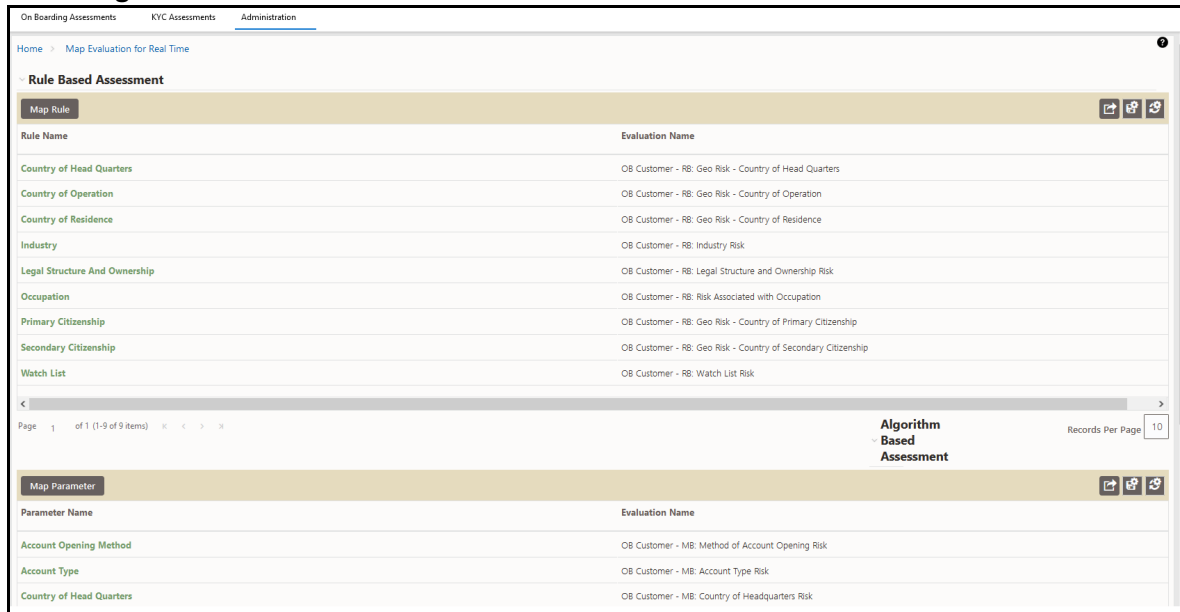 On Boarding Assessments KYC Assessments Administration
Home > Map Evaluation for Real Time
Rule Based Assessment
Map Rule
Rule Name Evaluation Name
Country of Head Quarters OB Customer - RB: Geo Risk - Country of Head Quarters
Country of Operation OB Customer - RB: Geo Risk - Country of Operation
Country of Residence OB Customer - RB: Geo Risk - Country of Residence
Industry OB Customer - RB: Industry Risk
Legal Structure And Ownership OB Customer - RB: Legal Structure and Ownership Risk
Occupation OB Customer - RB: Risk Associated with Occupation
Primary Citizenship OB Customer - RB: Geo Risk - Country of Primary Citizenship
Secondary Citizenship OB Customer - RB: Geo Risk - Country of Secondary Citizenship
Watch List OB Customer - RB: Watch List Risk
Page 1 of 1 (1-9 of 9 items) Records Per Page 10
Algorithm
Based
Assessment
Map Parameter
Parameter Name Evaluation Name
Account Opening Method OB Customer - MB: Method of Account Opening Risk
Account Type OB Customer - MB: Account Type Risk
Country of Head Quarters OB Customer - MB: Country of Headquarters Risk